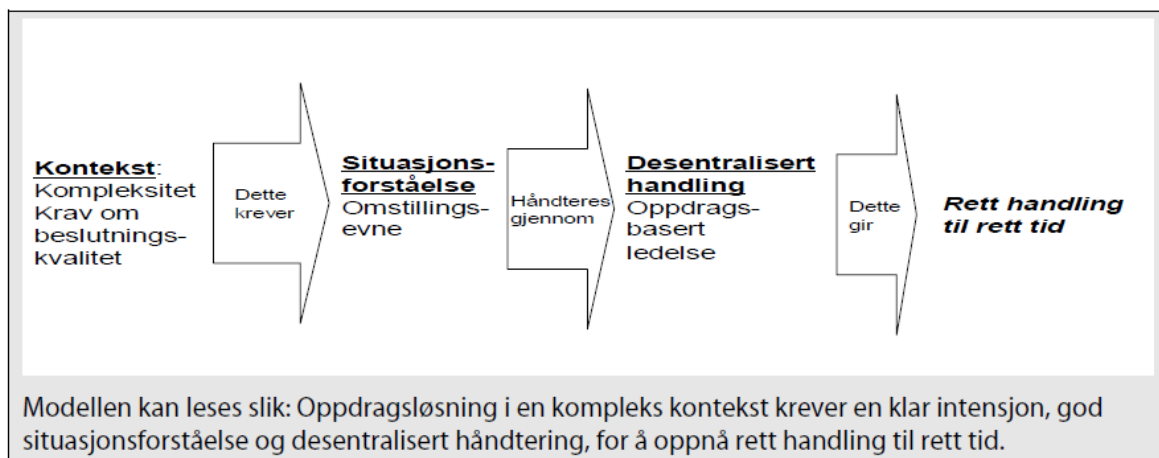 Kontekst:
Kompleksitet
Krav om
beslutnings-
kvalitet
Dette
krever
Situasjons-
forståelse
Omstillings-
evne
Håndteres
gjennom
Desentralisert
handling
Oppdrags-
basert
ledelse
Dette
gir
Rett handling
til rett tid
Modellen kan leses slik: Oppdragsløsning i en kompleks kontekst krever en klar intensjon, god
situasjonsforståelse og desentralisert håndtering, for å oppnå rett handling til rett tid.